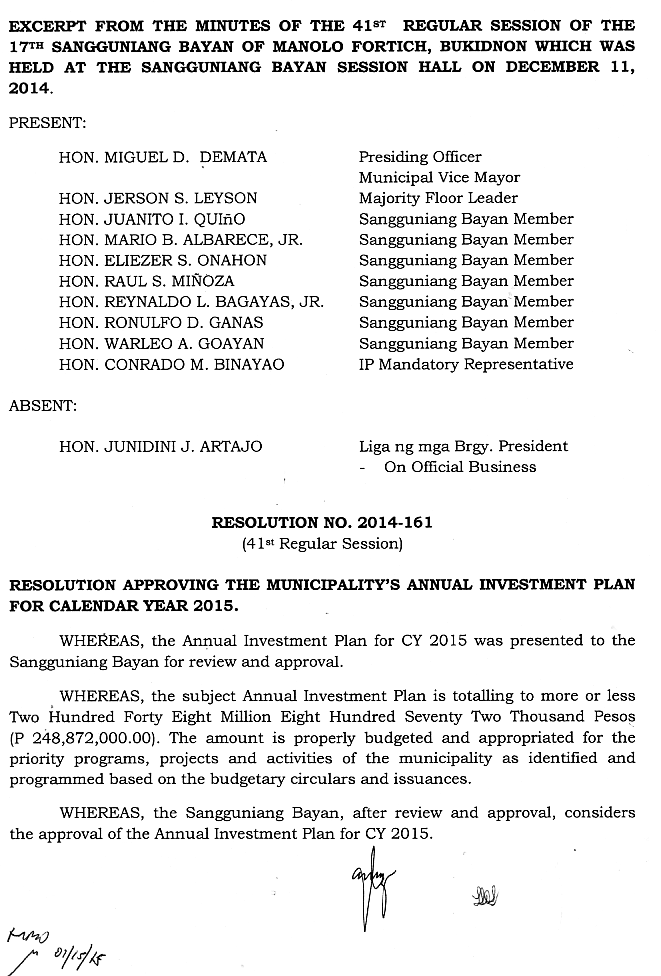 EXCERPT FROM THE MINUTES OF THE 41ST REGULAR SESSION OF THE
17TH SANGGUNIANG BAYAN OF MANOLO FORTICH, BUKIDNON WHICH WAS
HELD AT THE SANGGUNIANG BAYAN SESSION HALL ON DECEMBER 11,
2014.
PRESENT:
HON. MIGUEL D. DEMATA Presiding Officer
Municipal Vice Mayor
HON. JERSON S. LEYSON Majority Floor Leader
HON. JUANITO I. QUIñO Sangguniang Bayan Member
HON. MARIO B. ALBARECE, JR. Sangguniang Bayan Member
HON. ELIEZER S. ONAHON Sangguniang Bayan Member
HON. RAUL S. MIÑOZA Sangguniang Bayan Member
HON. REYNALDO L. BAGAYAS, JR. Sangguniang Bayan Member
HON. RONULFO D. GANAS Sangguniang Bayan Member
HON. WARLEO A. GOAYAN Sangguniang Bayan Member
HON. CONRADO M. BINAYAO IP Mandatory Representative
ABSENT:
HON. JUNIDINI J. ARTAJO Liga ng mga Brgy. President
- On Official Business
RESOLUTION NO. 2014-161
(41st Regular Session)
RESOLUTION APPROVING THE MUNICIPALITY'S ANNUAL INVESTMENT PLAN
FOR CALENDAR YEAR 2015.
WHEREAS, the Annual Investment Plan for CY 2015 was presented to the
Sangguniang Bayan for review and approval.
WHEREAS, the subject Annual Investment Plan is totalling to more or less
Two Hundred Forty Eight Million Eight Hundred Seventy Two Thousand Pesos
(P 248,872,000.00). The amount is properly budgeted and appropriated for the
priority programs, projects and activities of the municipality as identified and
programmed based on the budgetary circulars and issuances.
WHEREAS, the Sangguniang Bayan, after review and approval, considers
the approval of the Annual Investment Plan for CY 2015.